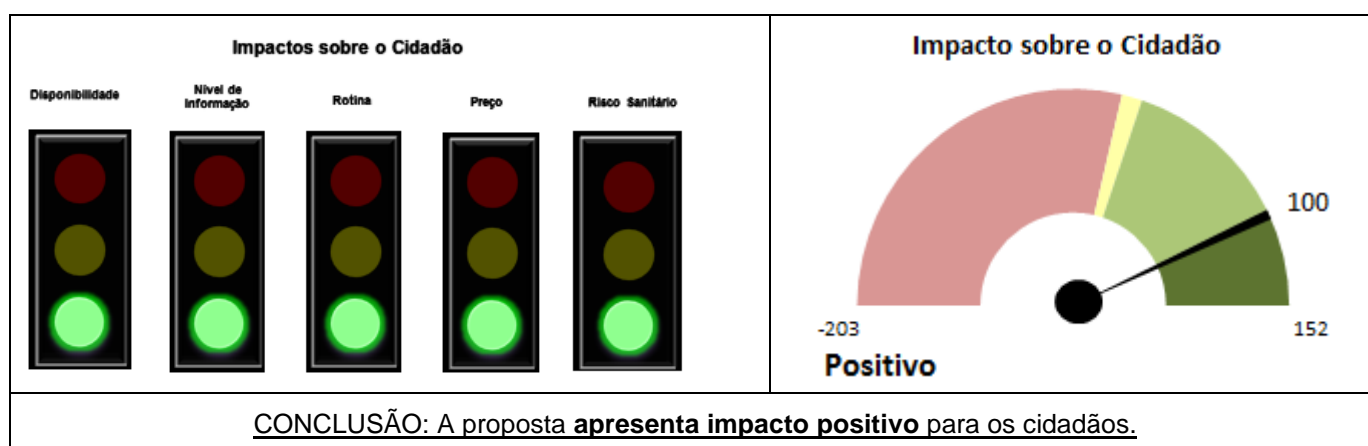 Impactos sobre o Cidadão
Disponibilidade
Nível de
Informação
Rotina
Preço
Risco Sanitário
Impacto sobre o Cidadão
100
-203
152
Positivo
CONCLUSÃO: A proposta apresenta impacto positivo para os cidadãos.